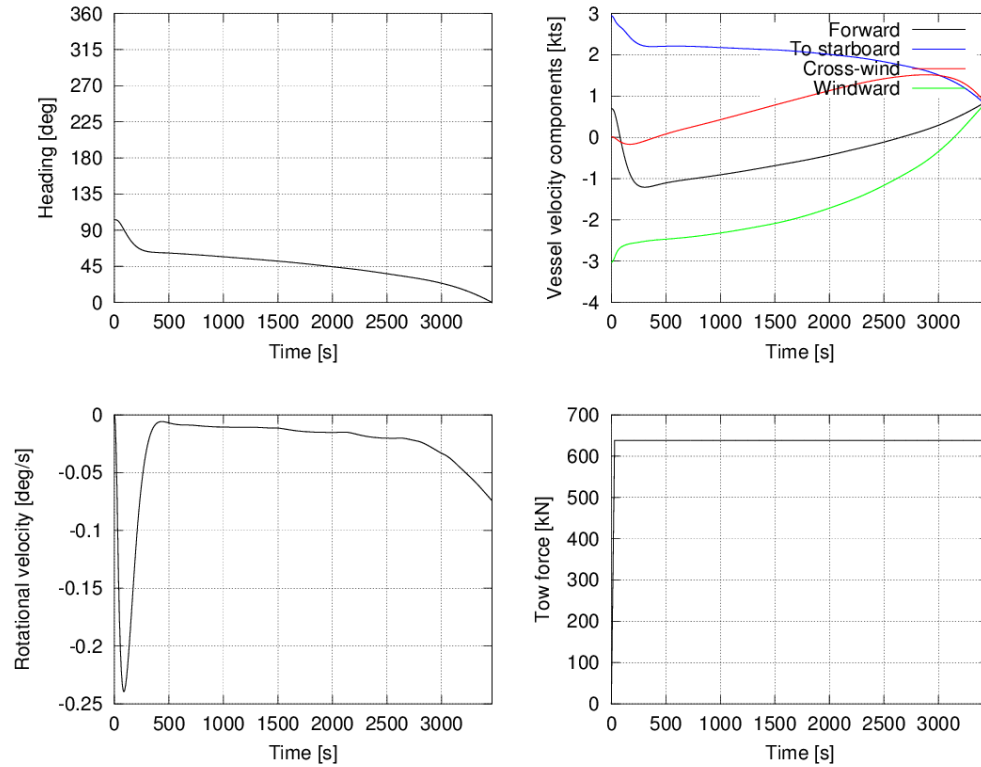 360
315
270
225
180
135
90
45
0
Heading [deg]
0 500 1000 1500 2000 2500 3000
Time [s]
3
2
1
0
-1
-2
-3
-4
Vessel velocity components [kts]
Forward
To starboard
Cross-wind
Windward
0 500 1000 1500 2000 2500 3000
Time [s]
0
-0.05
-0.1
-0.15
-0.2
-0.25
Rotational velocity [deg/s]
0 500 1000 1500 2000 2500 3000
Time [s]
700
600
500
400
300
200
100
0
Tow force [kN]
0 500 1000 1500 2000 2500 3000
Time [s]